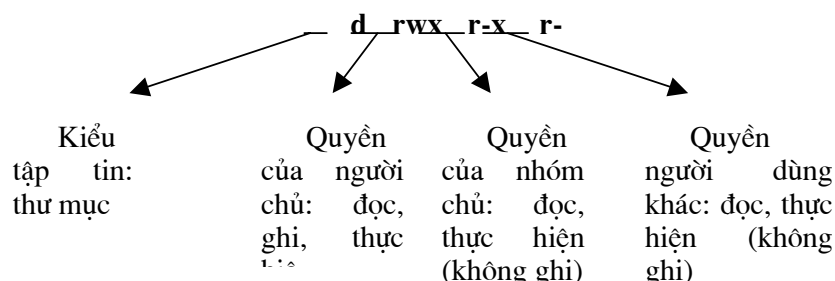 d rwx r-x r-
Kiểu
tập tin:
thư mục
Quyền
của người
chủ: đọc,
ghi, thực
Quyền
của nhóm
chủ: đọc,
thực hiện
(không ghi)
Quyền
người dùng
khác: đọc, thực
hiện (không
ghi)